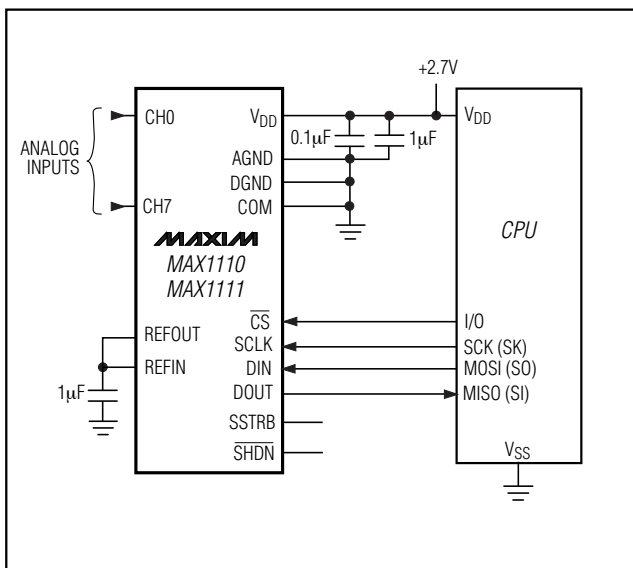 +2.7V
CH0
VDD
VDD
0.1µF
1µF
ANALOG
INPUTS
AGND
DGND
CH7
COM
MAXIM
MAX1110
MAX1111
CPU
CS
I/O
REFOUT
SCLK
SCK (SK)
REFIN
DIN
MOSI (SO)
1µF
DOUT
MISO (SI)
SSTRB
SHDN
VSS